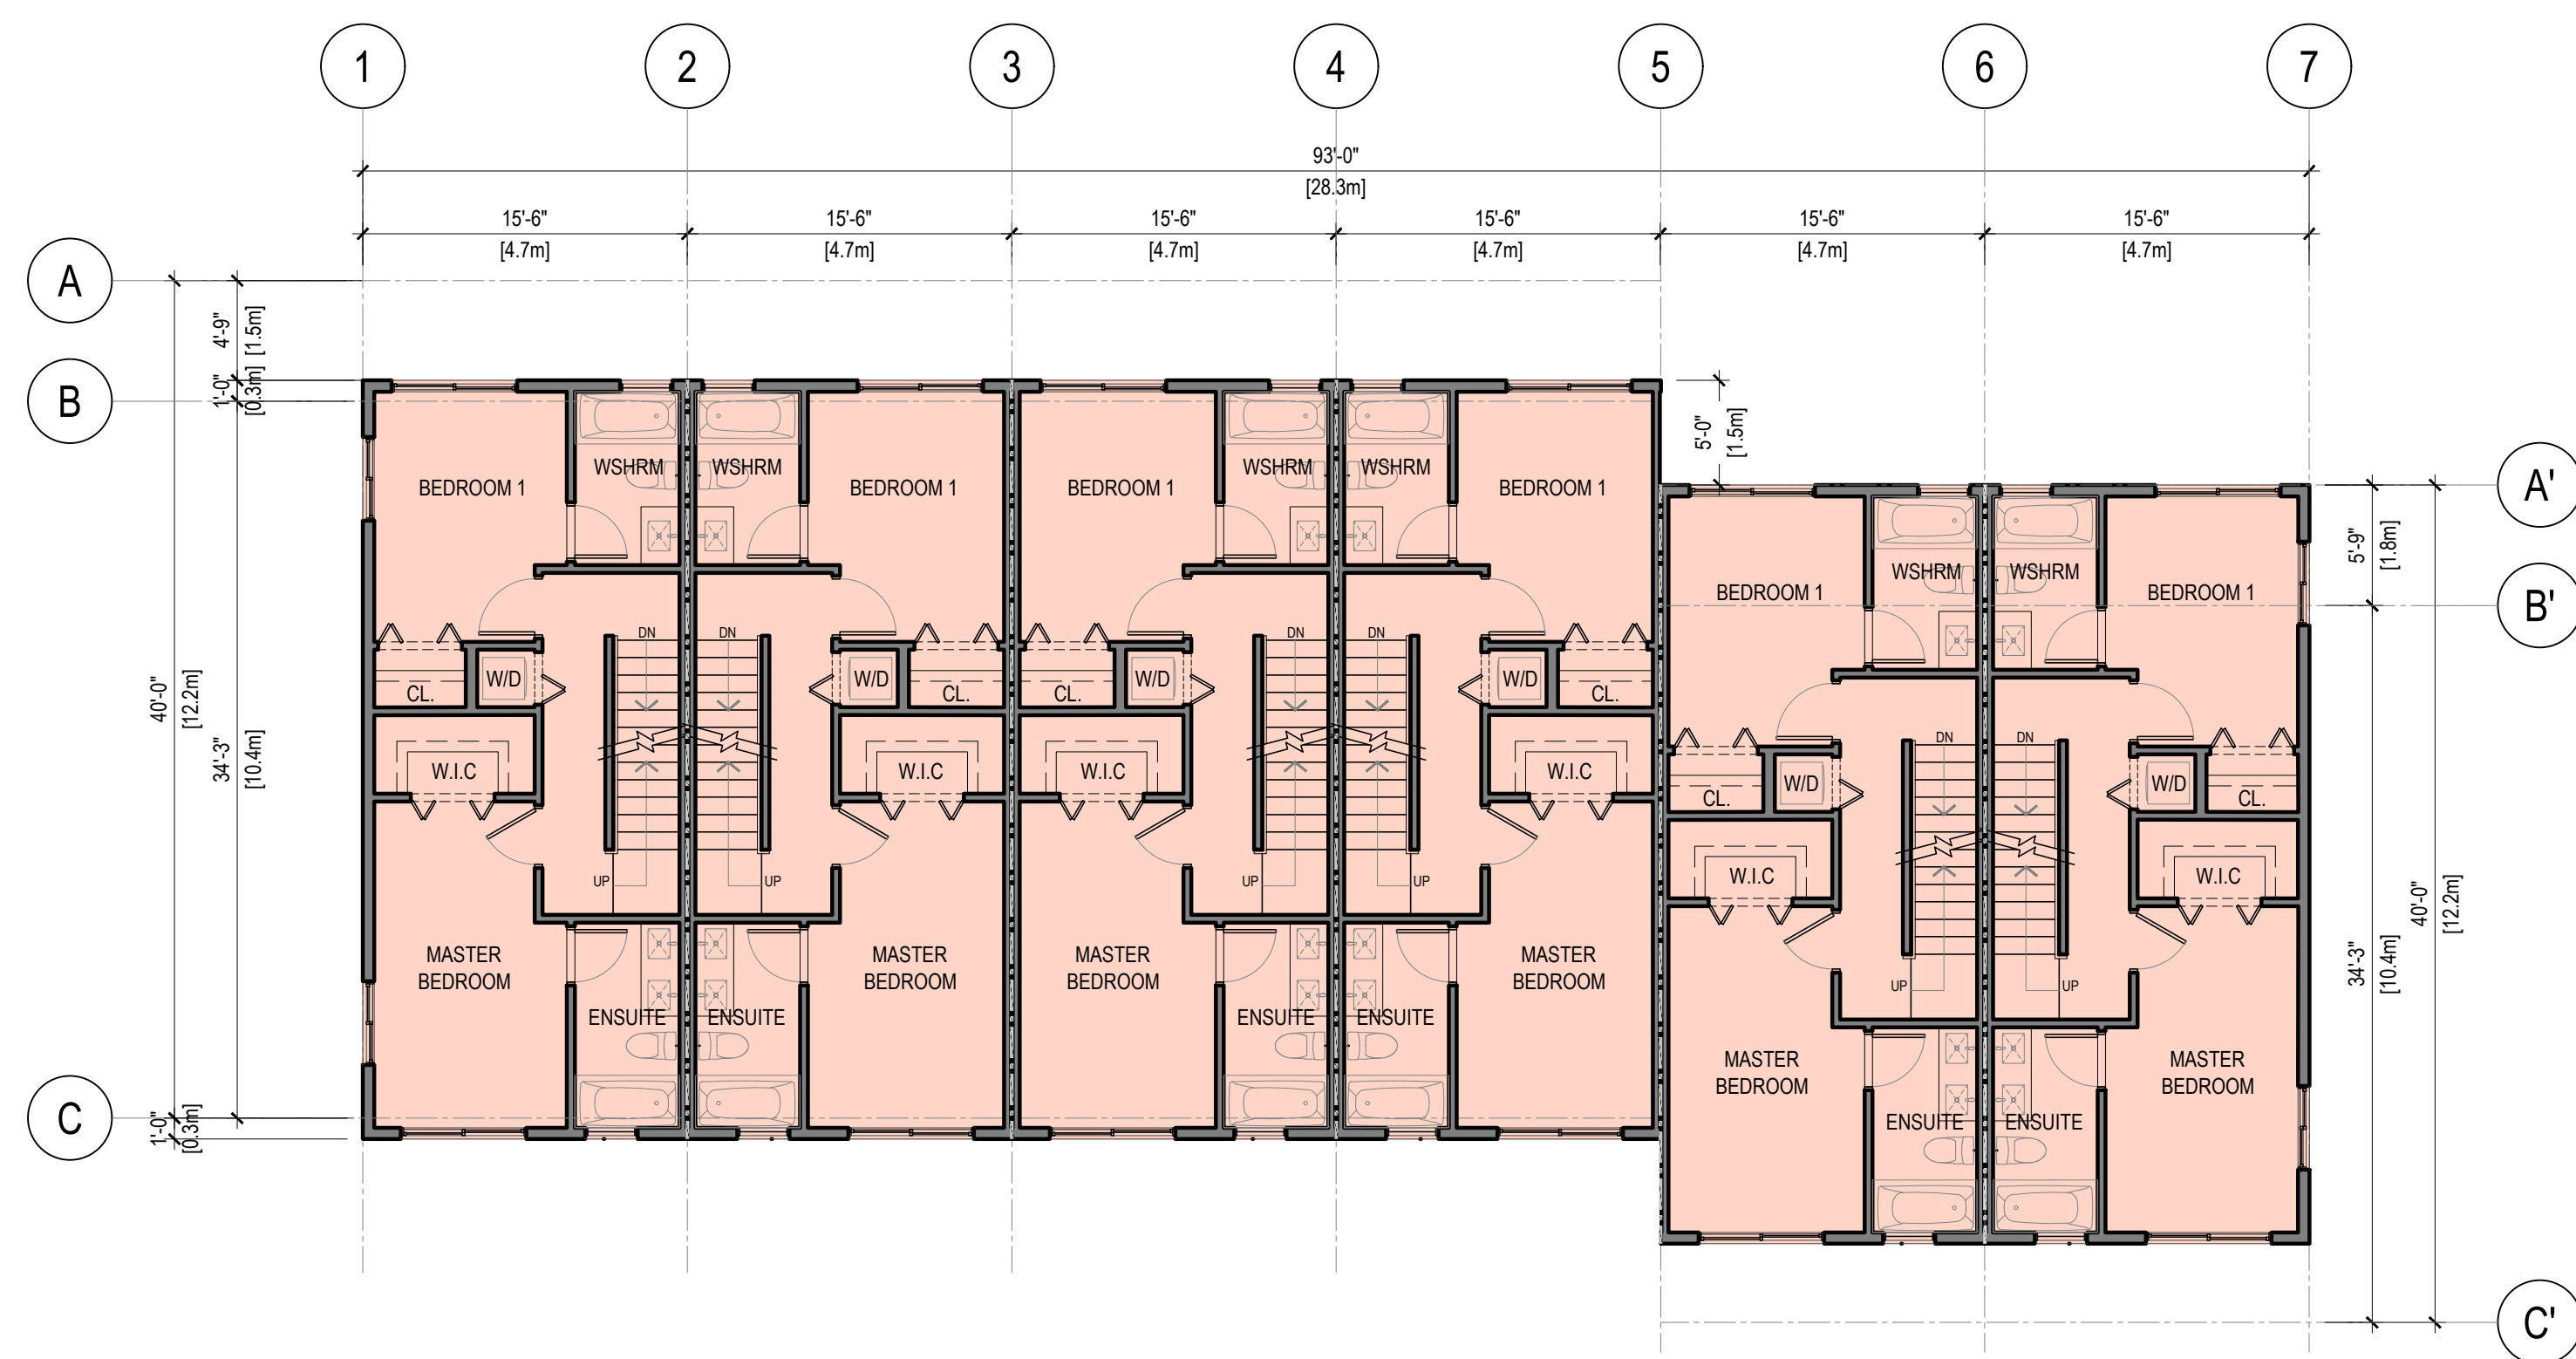 1 2 3 4 5 6 7
93'-0"
[28.3m]
15'-6" 15'-6" 15'-6" 15'-6" 15'-6" 15'-6"
[4.7m] [4.7m] [4.7m] [4.7m] [4.7m] [4.7m]
A
4'-9" [1.5m]
B
1'-0" [0.3m]
40'-0" [12.2m]
34'-3" [10.4m]
C
1'-0" [0.3m]
5'-0" [1.5m]
A'
5'-9" [1.8m]
B'
34'-3" [10.4m]
40'-0" [12.2m]
C'
WSHRM WSHRM WSHRM WSHRM
BEDROOM 1 BEDROOM 1 BEDROOM 1 BEDROOM 1
WSHRM WSHRM
BEDROOM 1 BEDROOM 1
DN DN DN DN
W/D W/D W/D W/D
CL. CL. CL. CL.
DN DN
W.I.C W.I.C W.I.C W.I.C
W/D W/D
CL. CL.
W.I.C W.I.C
UP UP UP UP
MASTER MASTER MASTER MASTER
BEDROOM BEDROOM BEDROOM BEDROOM
UP UP
ENSUITE ENSUITE ENSUITE ENSUITE
MASTER MASTER
BEDROOM BEDROOM
ENSUITE ENSUITE